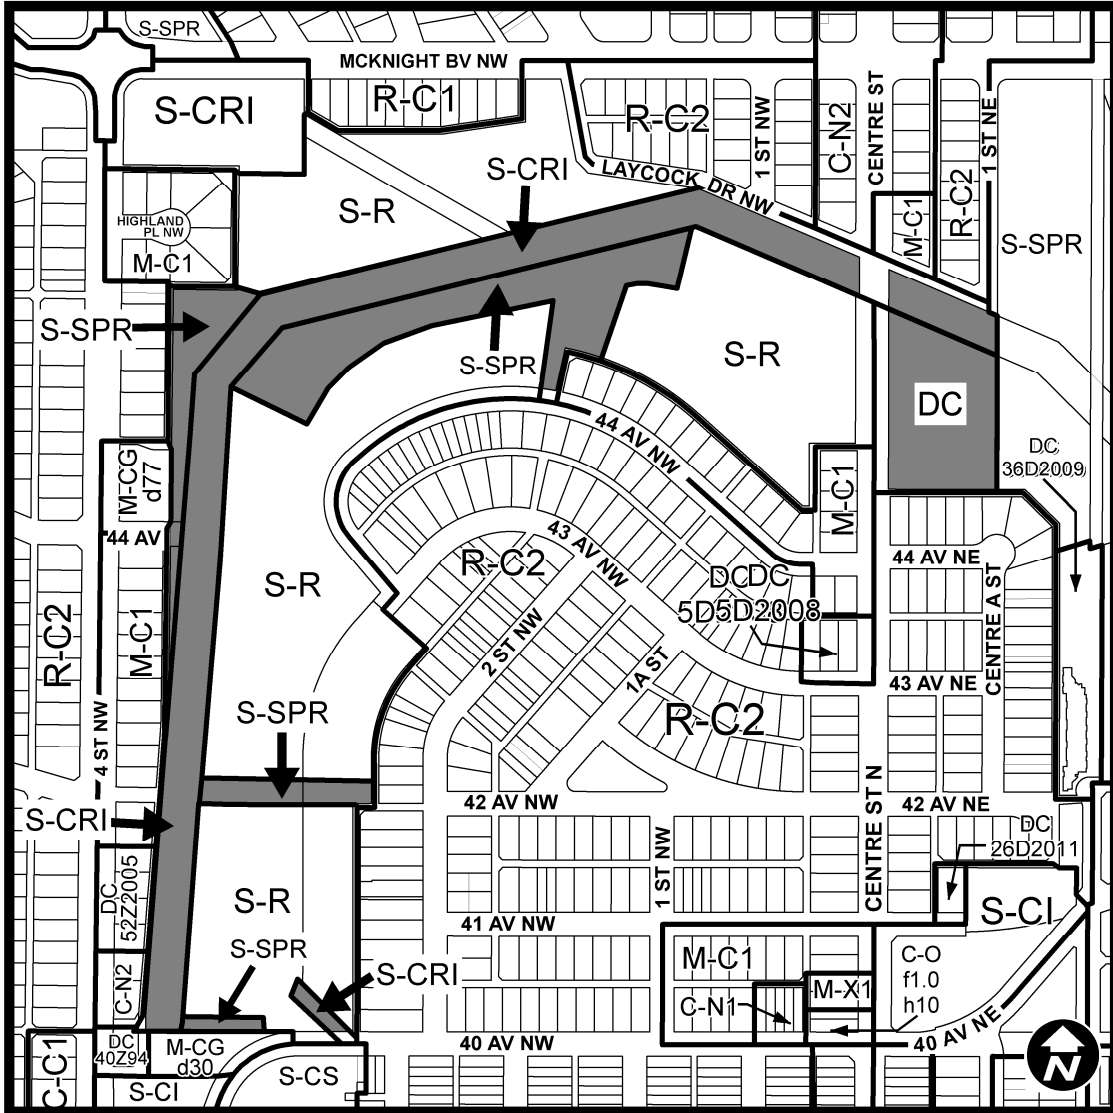 S-SPR
MCKNIGHT BV NW
S-CRI
R-C1
R-C2
1 ST NW
C-N2
CENTRE ST
1 ST NE
S-CRI
LAYCOCK DR NW
S-R
HIGHLAND
PL NW
M-C1
M-C1
R-C2
S-SPR
S-SPR
S-SPR
S-R
DC
44 AV NW
DC
36D2009
M-CG
d77
M-C1
44 AV
43 AV NW
44 AV NE
S-R
R-C2
DCDC
5D5D2008
R-C2
M-C1
2 ST NW
1A ST
CENTRE A ST
43 AV NE
S-SPR
R-C2
4 ST NW
42 AV NW
CENTRE ST N
42 AV NE
S-CRI
DC
26D2011
1 ST NW
DC
52Z2005
S-R
41 AV NW
S-CI
S-SPR
S-CRI
M-C1
C-O
f1.0
h10
C-N2
C-N1
M-X1
40 AV NE
DC
40Z94
M-CG
d30
40 AV NW
C-C1
S-CI
S-CS
N